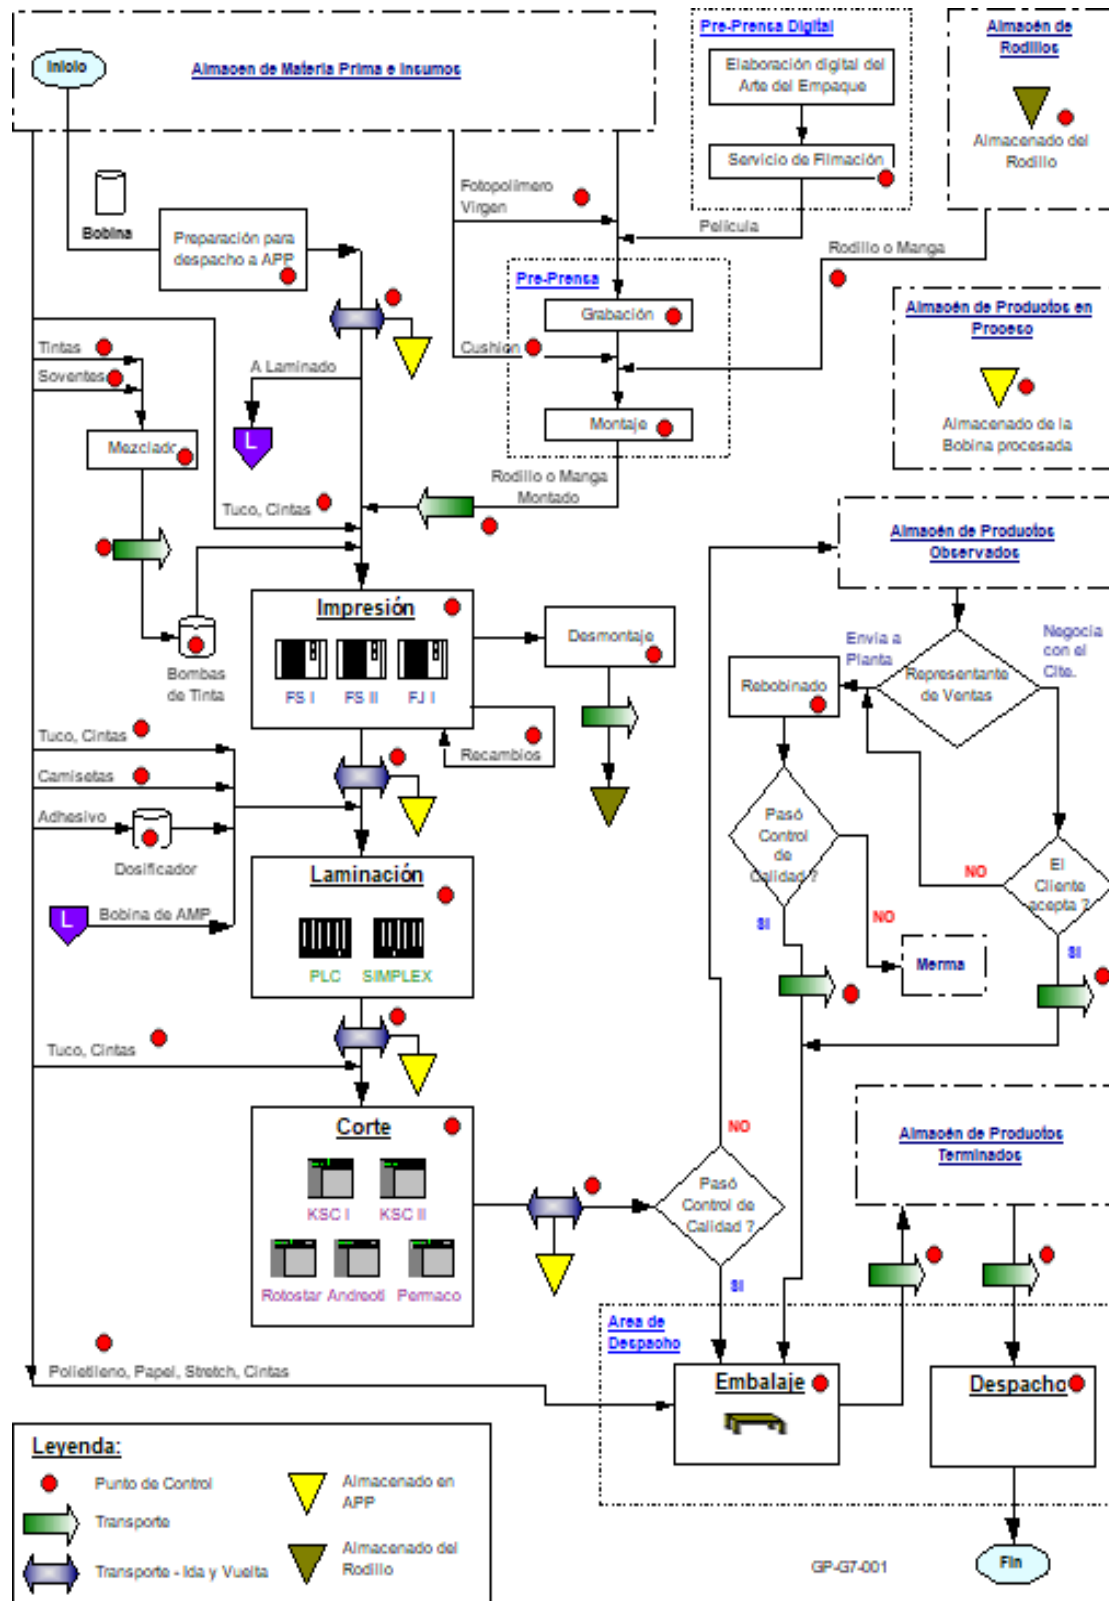 Inicio
Almacen de Materia Prima e Insumos
Pre-Prensa Digital
Elaboración digital del
Arte del Empaque
Servicio de Filmación
Almacén de
Rodillos
Almacenado del
Rodillo
Fotopolímero
Virgen
Película
Rodillo o Manga
Bobina
Preparación para
despacho a APP
Pre-Prensa
Grabación
Cushion
Montaje
Almacén de Productos en
Proceso
Almacenado de la
Bobina procesada
Tintas
Soventes
A Laminado
L
Mezclado
Rodillo o Manga
Montado
Tuco, Cintas
Almacén de Productos
Observados
Impresión
FS I
FS II
FJ I
Desmontaje
Bombas
de Tinta
Recambios
Envía a
Planta
Negocia
con el
Clte.
Representante
de Ventas
Rebobinado
Tuco, Cintas
Camisetas
Adhesivo
Dosificador
L
Bobina de AMP
Laminación
PLC
SIMPLEX
Pasó
Control
de
Calidad ?
NO
El
Cliente
acepta ?
SI
NO
SI
Merma
Tuco, Cintas
Corte
KSC I
KSC II
Rotostar
Andreoti
Permaco
NO
Pasó
Control de
Calidad ?
SI
Almacén de Productos
Terminados
Area de
Despacho
Polietileno, Papel, Stretch, Cintas
Embalaje
Despacho
Leyenda:
Punto de Control
Transporte
Transporte - Ida y Vuelta
Almacenado en
APP
Almacenado del
Rodillo
GP-G7-001
Fin